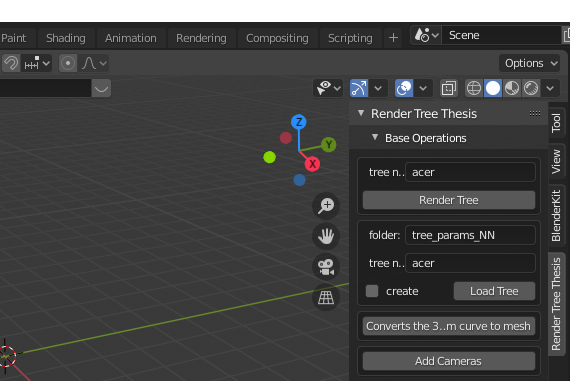 Paint Shading Animation Rendering Compositing Scripting + Scene
Options
Render Tree Thesis
Base Operations
tree n.. acer
Render Tree
folder: tree_params_NN
tree n.. acer
create Load Tree
Converts the 3..m curve to mesh
Add Cameras
Z
Y
X
Tool
View
BlenderKit
Render Tree Thesis